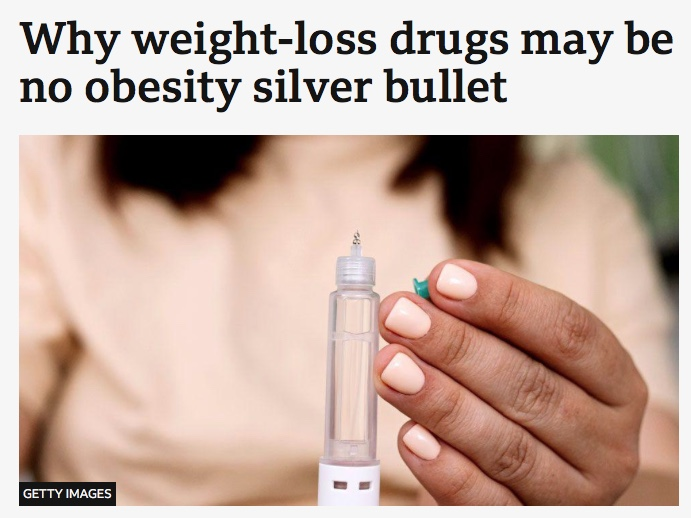 Why weight-loss drugs may be
no obesity silver bullet
GETTY IMAGES